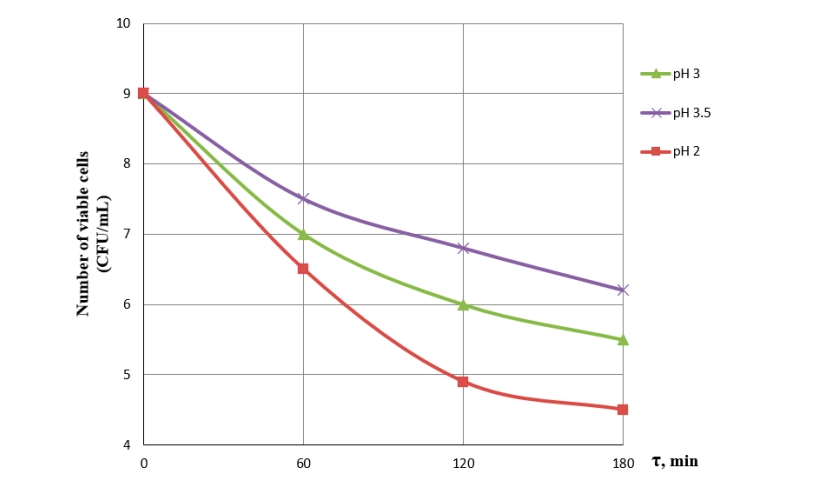 10
9
8
7
6
5
4
Number of viable cells
(CFU/mL)
0 60 120 180 τ, min
pH 3
pH 3.5
pH 2